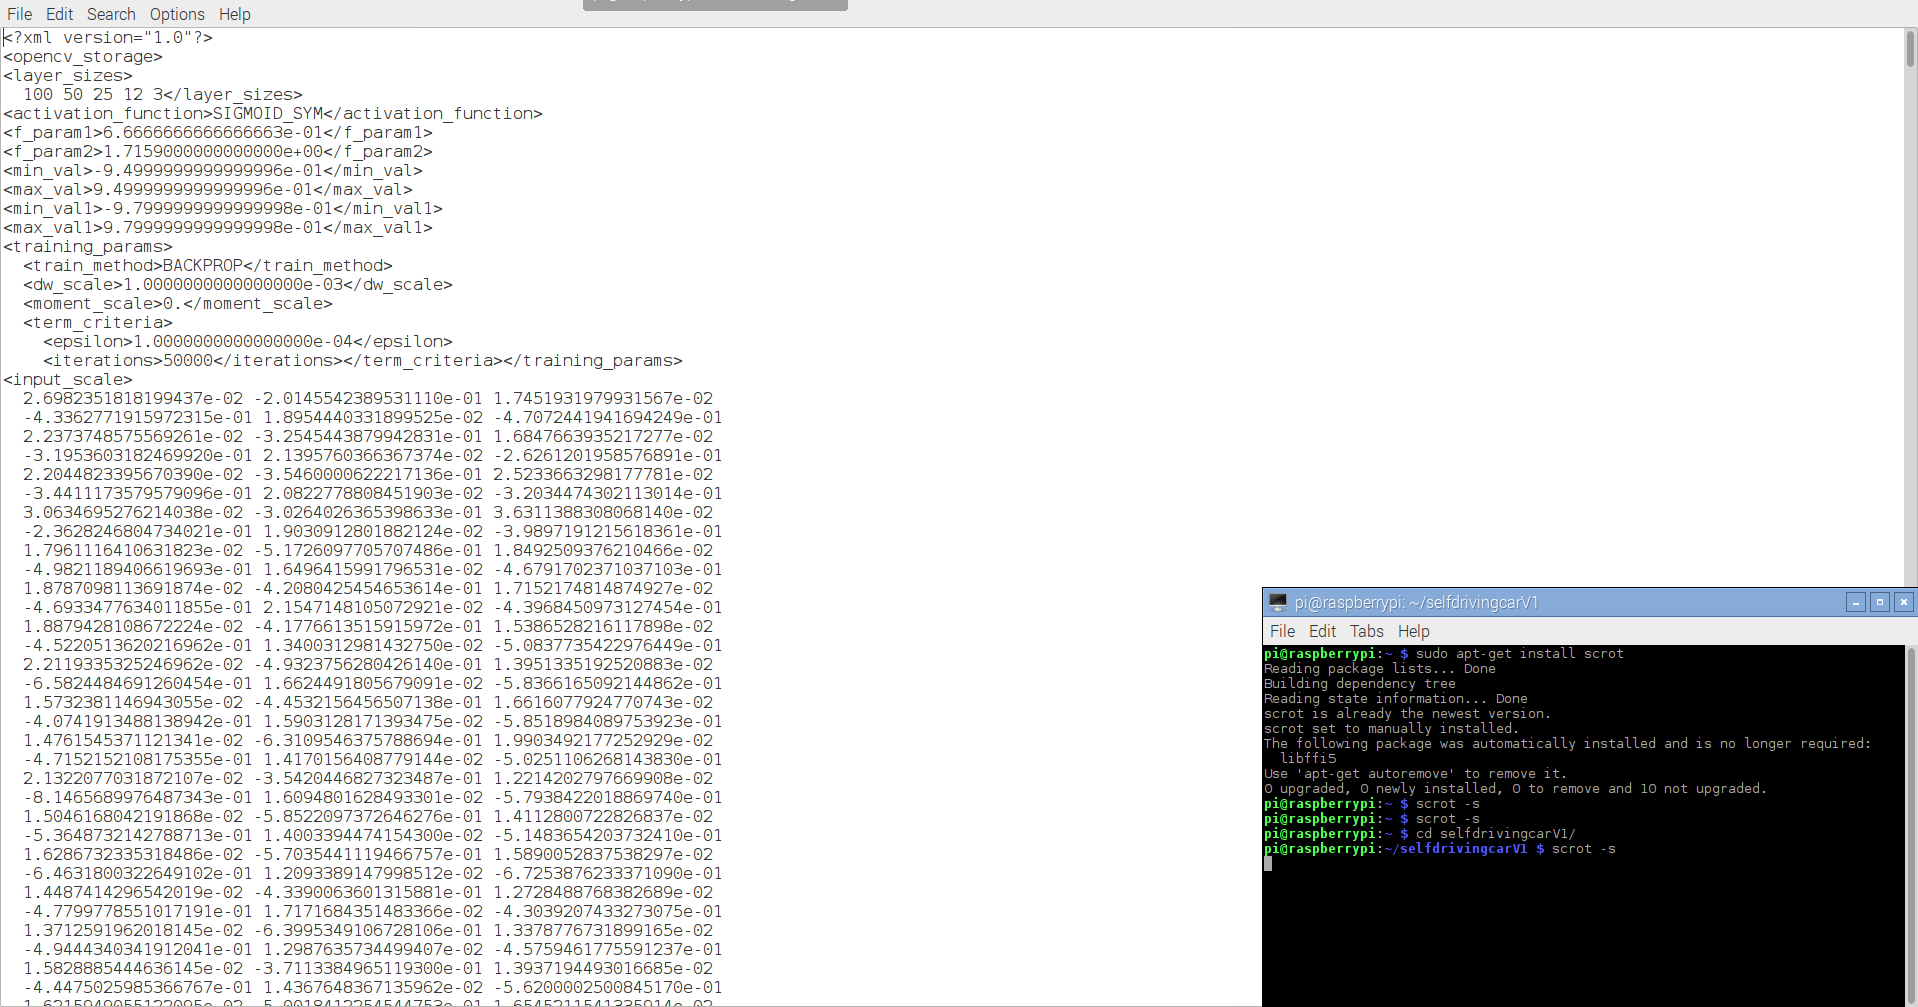 File Edit Search Options Help
<?xml version="1.0"?>
<opencv_storage>
<layer_sizes>
100 50 25 12 3</layer_sizes>
<activation_function>SIGMOID_SYM</activation_function>
<f_param1>6.6666666666666663e-01</f_param1>
<f_param2>1.7159000000000000e+00</f_param2>
<min_val>-9.4999999999999996e-01</min_val>
<max_val>9.4999999999999996e-01</max_val>
<min_val1>-9.7999999999999998e-01</min_val1>
<max_val1>9.7999999999999998e-01</max_val1>
<training_params>
<train_method>BACKPROP</train_method>
<dw_scale>1.0000000000000000e-03</dw_scale>
<moment_scale>0.</moment_scale>
<term_criteria>
<epsilon>1.0000000000000000e-04</epsilon>
<iterations>50000</iterations></term_criteria></training_params>
<input_scale>
2.6982351818199437e-02 -2.0145542389531110e-01 1.7451931979931567e-02
-4.3362771915972315e-01 1.8954440331899525e-02 -4.7072441941694249e-01
2.2373748575569261e-02 -3.2545443879942831e-01 1.6847663935217277e-02
-3.1953603182469920e-01 2.1395760366367374e-02 -2.6261201958576891e-01
2.2044823395670390e-02 -3.5460000622217136e-01 2.5233663298177781e-02
-3.4411173579579096e-01 2.0822778808451903e-02 -3.2034474302113014e-01
3.0634695276214038e-02 -3.0264026365398633e-01 3.6311388308068140e-02
-2.3628246804734021e-01 1.9030912801882124e-02 -3.9897191215618361e-01
1.7961116410631823e-02 -5.1726097705707486e-01 1.8492509376210466e-02
-4.9821189406619693e-01 1.6496415991796531e-02 -4.6791702371037103e-01
1.8787098113691874e-02 -4.2080425454653614e-01 1.7152174814874927e-02
-4.6933477634011855e-01 2.1547148105072921e-02 -4.3968450973127454e-01
1.8879428108672224e-02 -4.1776613515915972e-01 1.5386528216117898e-02
-4.5220513620216962e-01 1.3400312981432750e-02 -5.0837735422976449e-01
2.2119335325246962e-02 -4.9323756280426140e-01 1.3951335192520883e-02
-6.5824484691260454e-01 1.6624491805679091e-02 -5.8366165092144862e-01
1.5732381146943055e-02 -4.4532156456507138e-01 1.6616077924770743e-02
-4.0741913488138942e-01 1.5903128171393475e-02 -5.8518984089753923e-01
1.4761545371121341e-02 -6.3109546375788694e-01 1.9903492177252929e-02
-4.7152152108175355e-01 1.4170156408779144e-02 -5.0251106268143830e-01
2.1322077031872107e-02 -3.5420446827323487e-01 1.2214202797669908e-02
-8.1465689976487343e-01 1.6094801628493301e-02 -5.7938422018869740e-01
1.5046168042191868e-02 -5.8522097372646276e-01 1.4112800722826837e-02
-5.3648732142788713e-01 1.4003394474154300e-02 -5.1483654203732410e-01
1.6286732335318486e-02 -5.7035441119466757e-01 1.5890052837538297e-02
-6.4631800322649102e-01 1.2093389147998512e-02 -6.7253876233371090e-01
1.4487414296542019e-02 -4.3390063601315881e-01 1.2728488768382689e-02
-4.7799778551017191e-01 1.7171684351483366e-02 -4.3039207433273075e-01
1.3712591962018145e-02 -6.3995349106728106e-01 1.3378776731899165e-02
-4.9444340341912041e-01 1.2987635734499407e-02 -4.5759461775591237e-01
1.5828885444636145e-02 -3.7113384965119300e-01 1.3937194493016685e-02
-4.4475025985366767e-01 1.4367648367135962e-02 -5.6200002500845170e-01
pi@raspberrypi: ~/selfdrivingcarV1
File Edit Tabs Help
pi@raspberrypi:~ $ sudo apt-get install scrot
Reading package lists... Done
Building dependency tree
Reading state information... Done
scrot is already the newest version.
scrot set to manually installed.
The following package was automatically installed and is no longer required:
libffi5
Use 'apt-get autoremove' to remove it.
0 upgraded, 0 newly installed, 0 to remove and 10 not upgraded.
pi@raspberrypi:~ $ scrot -s
pi@raspberrypi:~ $ scrot -s
pi@raspberrypi:~ $ cd selfdrivingcarV1/
pi@raspberrypi:~/selfdrivingcarV1 $ scrot -s